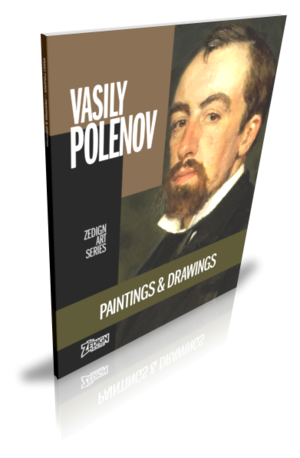 VASILY
POLENOV
ZEDIGN
ART
SERIES
PAINTINGS & DRAWINGS
ZEDIGN